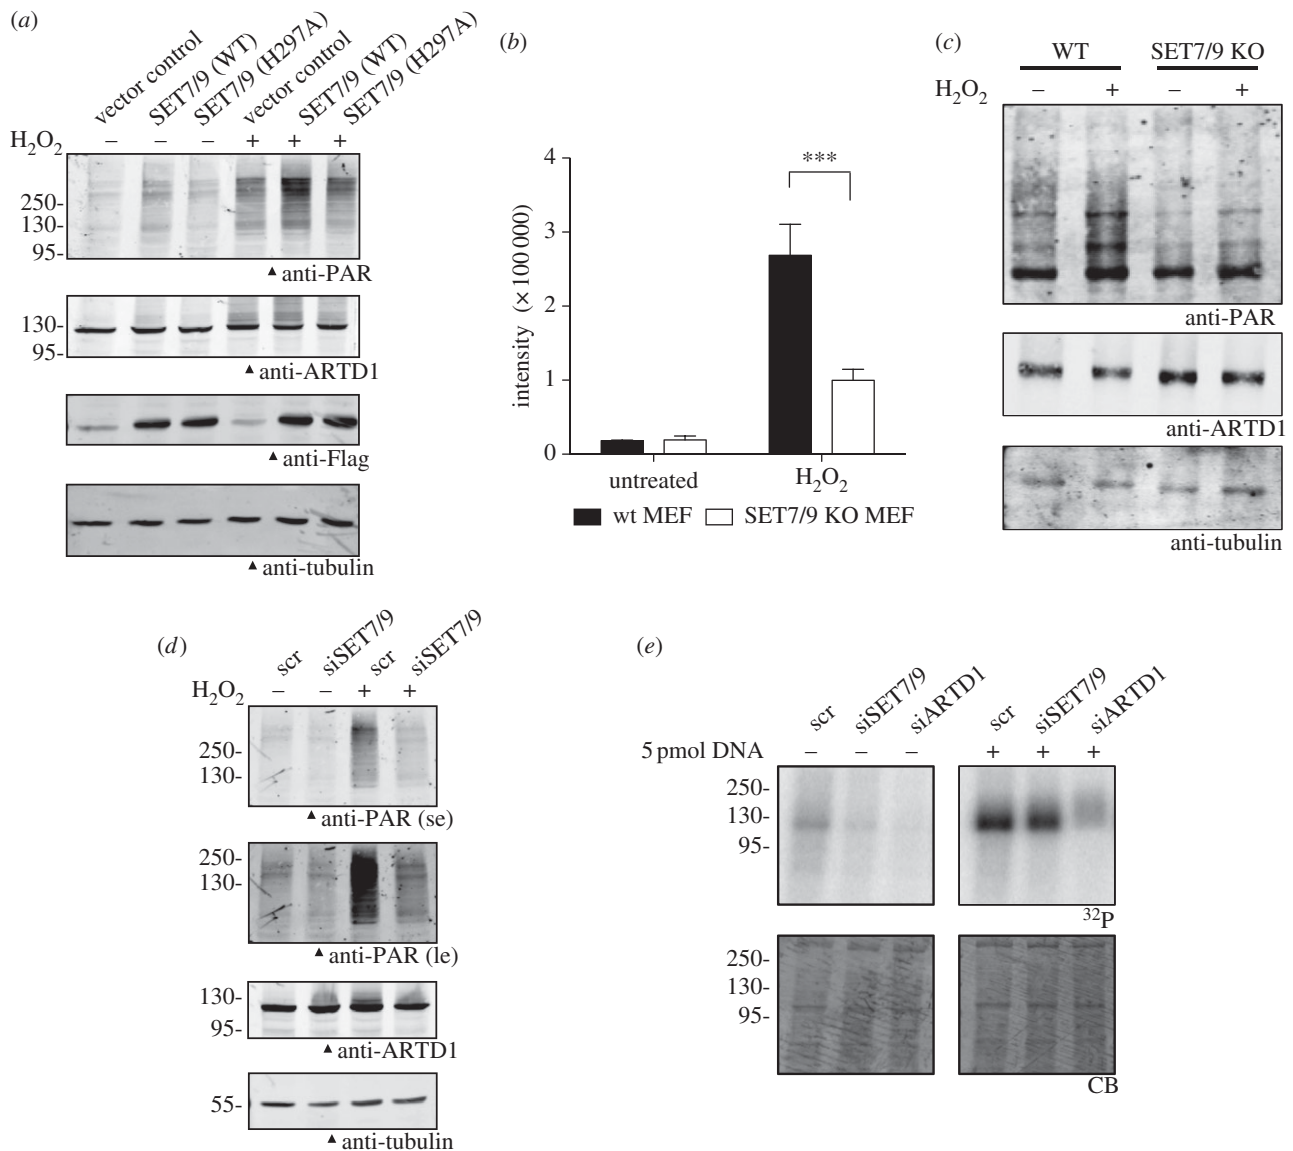 (a)
vector control
SET7/9 (WT)
SET7/9 (H297A)
vector control
SET7/9 (WT)
SET7/9 (H297A)
H₂O₂ – – – + + +
250-
130-
95-
▲ anti-PAR
130-
95-
▲ anti-ARTD1
▲ anti-Flag
▲ anti-tubulin
(b)
intensity (× 100 000)
4
3
2
1
0
***
untreated
H₂O₂
wt MEF
SET7/9 KO MEF
(c)
WT SET7/9 KO
H₂O₂ – + – +
anti-PAR
anti-ARTD1
anti-tubulin
(d)
scr
siSET7/9
scr
siSET7/9
H₂O₂ – – + +
250-
130-
▲ anti-PAR (se)
250-
130-
▲ anti-PAR (le)
130-
95-
▲ anti-ARTD1
55-
▲ anti-tubulin
(e)
scr
siSET7/9
siARTD1
scr
siSET7/9
siARTD1
5 pmol DNA – – – + + +
250-
130-
95-
³²P
250-
130-
95-
CB